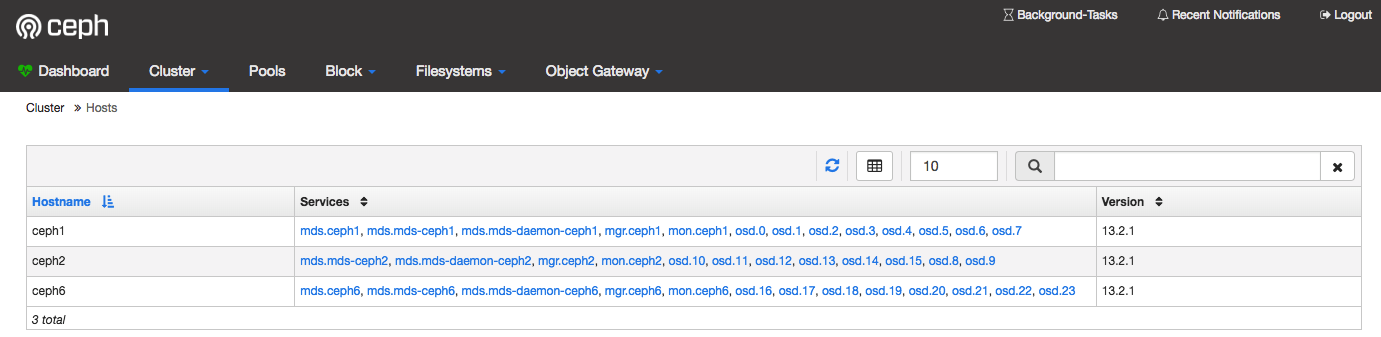 ceph
Background-Tasks Recent Notifications Logout
Dashboard Cluster Pools Block Filesystems Object Gateway
Cluster » Hosts
10
Hostname Services Version
ceph1 mds.ceph1, mds.mds-ceph1, mds.mds-daemon-ceph1, mgr.ceph1, mon.ceph1, osd.0, osd.1, osd.2, osd.3, osd.4, osd.5, osd.6, osd.7 13.2.1
ceph2 mds.mds-ceph2, mds.mds-daemon-ceph2, mgr.ceph2, mon.ceph2, osd.10, osd.11, osd.12, osd.13, osd.14, osd.15, osd.8, osd.9 13.2.1
ceph6 mds.ceph6, mds.mds-ceph6, mds.mds-daemon-ceph6, mgr.ceph6, mon.ceph6, osd.16, osd.17, osd.18, osd.19, osd.20, osd.21, osd.22, osd.23 13.2.1
3 total